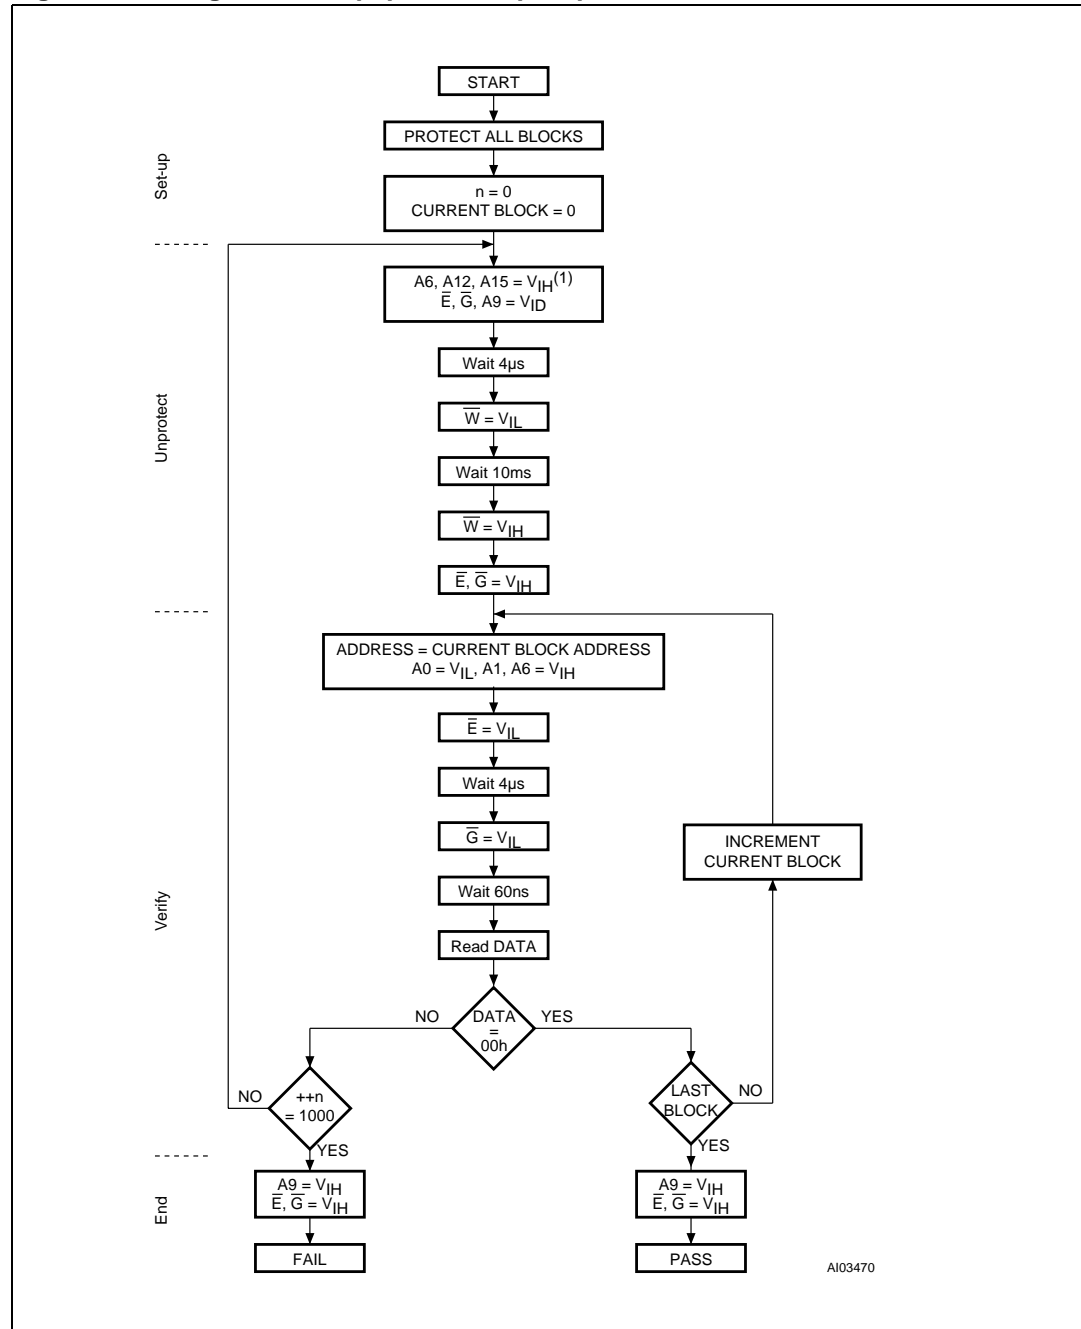 START
PROTECT ALL BLOCKS
Set-up
n = 0
CURRENT BLOCK = 0
A6, A12, A15 = VIH(1)
E̅, G̅, A9 = VID
Wait 4µs
Unprotect
W̅ = VIL
Wait 10ms
W̅ = VIH
E̅, G̅ = VIH
ADDRESS = CURRENT BLOCK ADDRESS
A0 = VIL, A1, A6 = VIH
E̅ = VIL
Wait 4µs
G̅ = VIL
INCREMENT
CURRENT BLOCK
Wait 60ns
Verify
Read DATA
NO
DATA
=
00h
YES
NO
++n
= 1000
YES
LAST
BLOCK
NO
YES
End
A9 = VIH
E̅, G̅ = VIH
A9 = VIH
E̅, G̅ = VIH
FAIL
PASS
AI03470